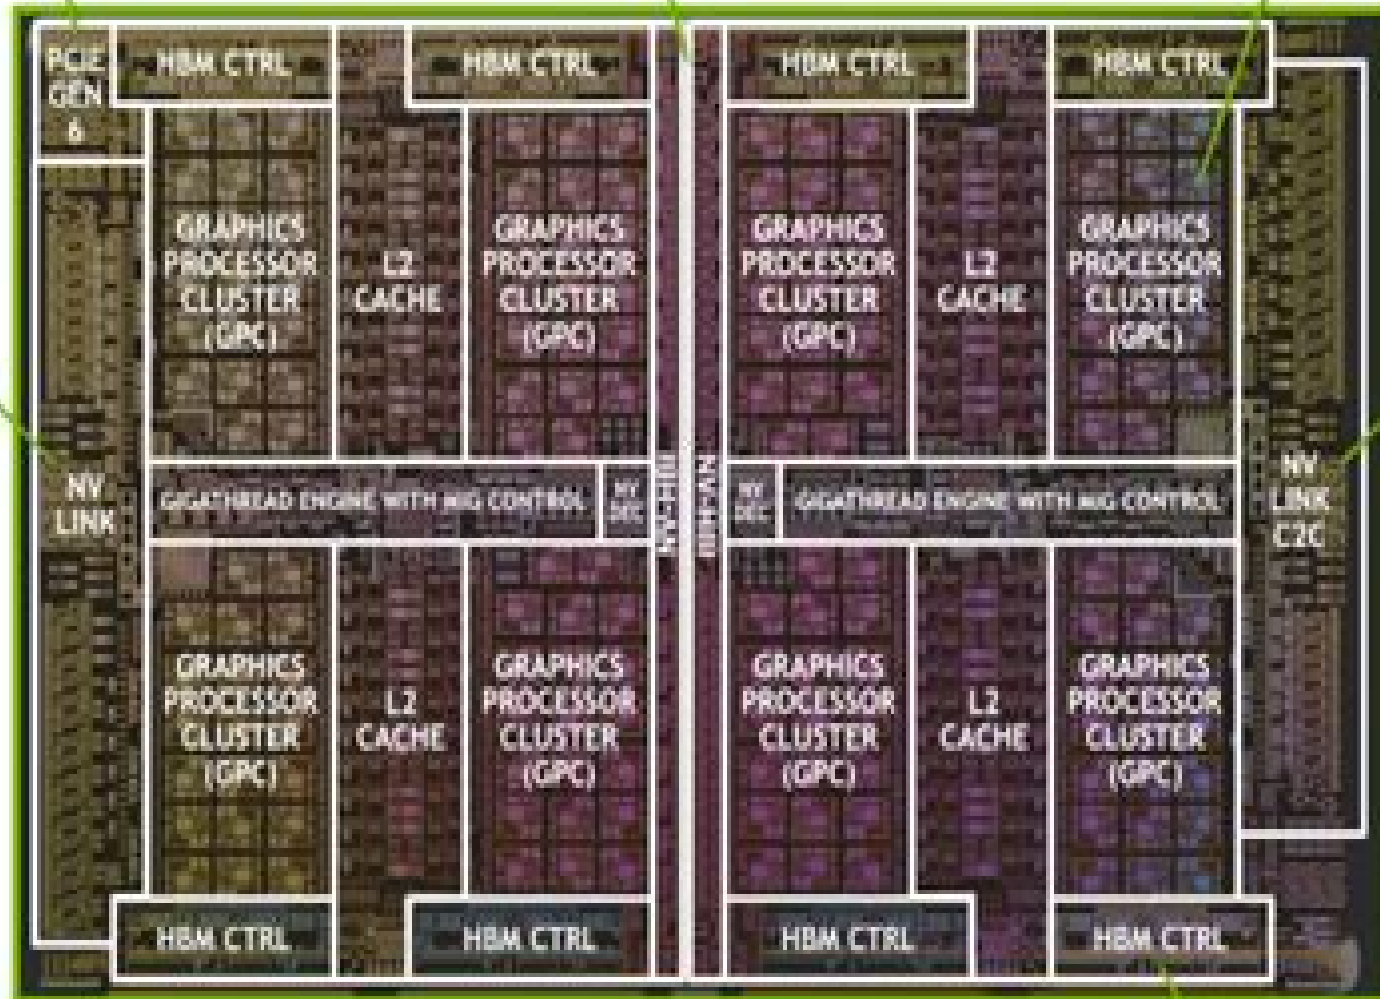 PCIE
GEN
6
HBM CTRL
HBM CTRL
HBM CTRL
HBM CTRL
GRAPHICS
PROCESSOR
CLUSTER
(GPC)
L2
CACHE
GRAPHICS
PROCESSOR
CLUSTER
(GPC)
GRAPHICS
PROCESSOR
CLUSTER
(GPC)
L2
CACHE
GRAPHICS
PROCESSOR
CLUSTER
(GPC)
NV
LINK
GIGATHREAD ENGINE WITH MIG CONTROL
NV
DEC
NV-HBI
NV-HBI
NV
DEC
GIGATHREAD ENGINE WITH MIG CONTROL
NV
LINK
C2C
GRAPHICS
PROCESSOR
CLUSTER
(GPC)
L2
CACHE
GRAPHICS
PROCESSOR
CLUSTER
(GPC)
GRAPHICS
PROCESSOR
CLUSTER
(GPC)
L2
CACHE
GRAPHICS
PROCESSOR
CLUSTER
(GPC)
HBM CTRL
HBM CTRL
HBM CTRL
HBM CTRL